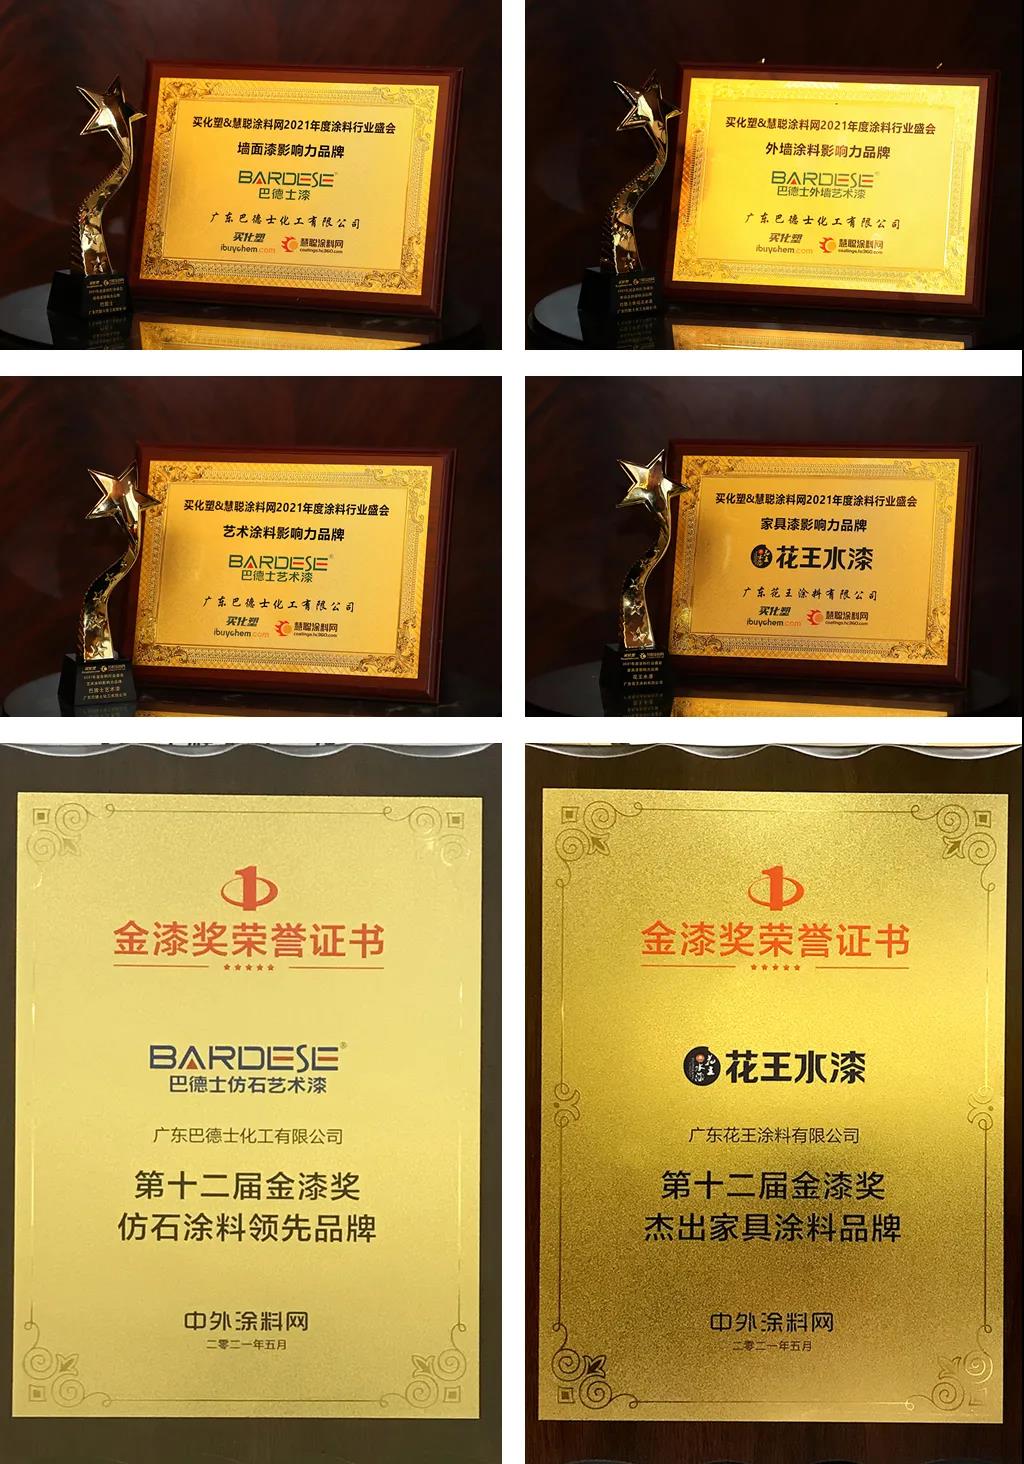 买化塑&慧聪涂料网2021年度涂料行业盛会
墙面漆影响力品牌
BARDESE®
巴德士漆
广东巴德士化工有限公司
买化塑
ibuychem.com
慧聪涂料网
coatings.hc360.com
买化塑&慧聪涂料网2021年度涂料行业盛会
外墙涂料影响力品牌
BARDESE®
巴德士外墙艺术漆
广东巴德士化工有限公司
买化塑
ibuychem.com
慧聪涂料网
coatings.hc360.com
买化塑&慧聪涂料网2021年度涂料行业盛会
艺术涂料影响力品牌
BARDESE®
巴德士艺术漆
广东巴德士化工有限公司
买化塑
ibuychem.com
慧聪涂料网
coatings.hc360.com
买化塑&慧聪涂料网2021年度涂料行业盛会
家具漆影响力品牌
花王水漆
广东花王涂料有限公司
买化塑
ibuychem.com
慧聪涂料网
coatings.hc360.com
金漆奖荣誉证书
BARDESE®
巴德士仿石艺术漆
广东巴德士化工有限公司
第十二届金漆奖
仿石涂料领先品牌
中外涂料网
二零二一年五月
金漆奖荣誉证书
花王水漆
广东花王涂料有限公司
第十二届金漆奖
杰出家具涂料品牌
中外涂料网
二零二一年五月